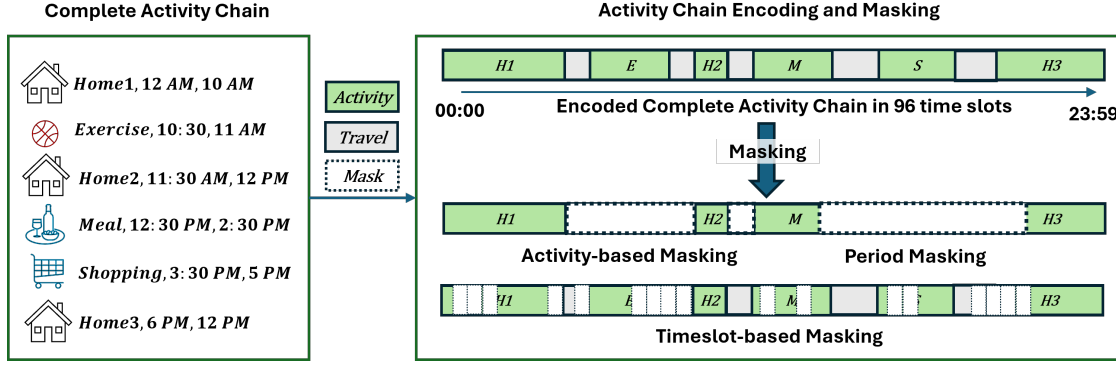 Complete Activity Chain
Home1, 12 AM, 10 AM
Exercise, 10: 30, 11 AM
Home2, 11: 30 AM, 12 PM
Meal, 12: 30 PM, 2: 30 PM
Shopping, 3: 30 PM, 5 PM
Home3, 6 PM, 12 PM
Activity
Travel
Mask
Activity Chain Encoding and Masking
H1 E H2 M S H3
00:00 Encoded Complete Activity Chain in 96 time slots 23:59
Masking
H1 H2 M H3
Activity-based Masking Period Masking
H1 E H2 M S H3
Timeslot-based Masking